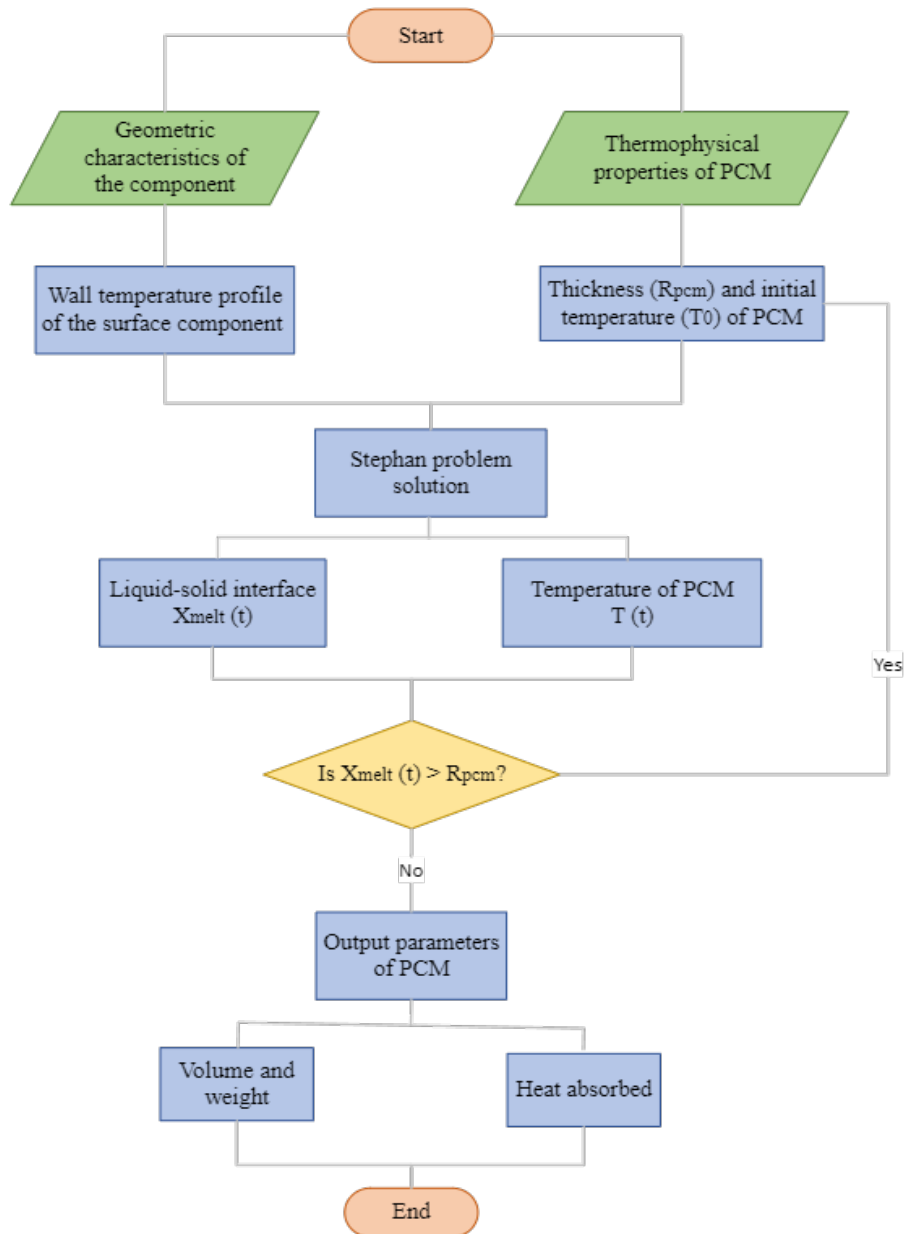 Start
Geometric
characteristics of
the component
Thermophysical
properties of PCM
Wall temperature profile
of the surface component
Thickness (Rpcm) and initial
temperature (T0) of PCM
Stephan problem
solution
Liquid-solid interface
Xmelt (t)
Temperature of PCM
T (t)
Yes
Is Xmelt (t) > Rpcm?
No
Output parameters
of PCM
Volume and
weight
Heat absorbed
End